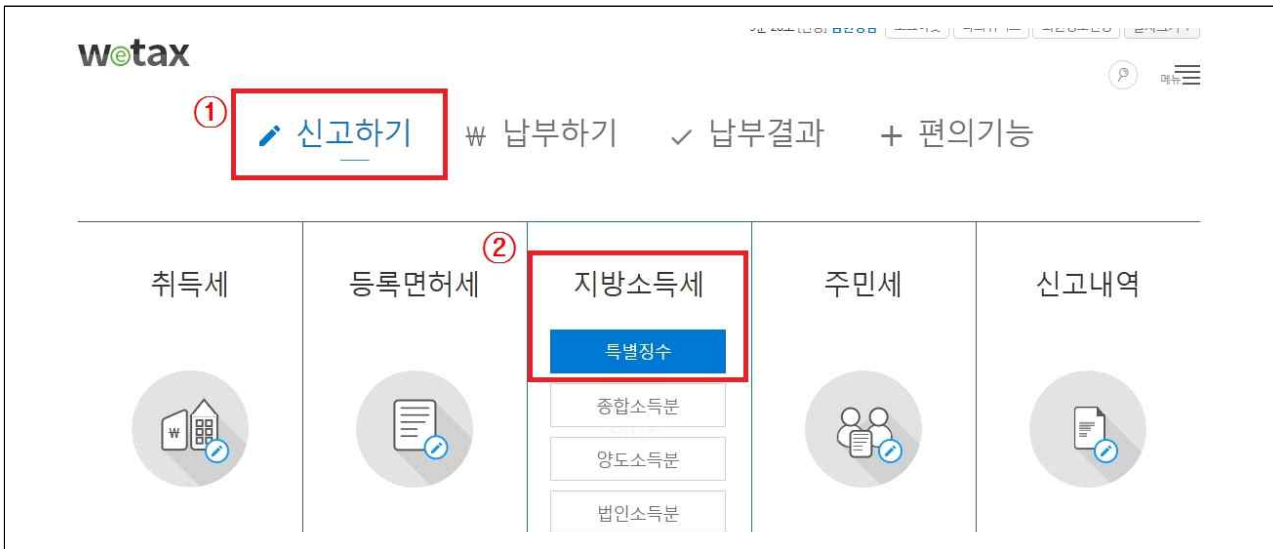 wetax
메뉴
① 신고하기 ₩ 납부하기 납부결과 + 편의기능
②
취득세 등록면허세 지방소득세 주민세 신고내역
특별징수
종합소득분
양도소득분
법인소득분